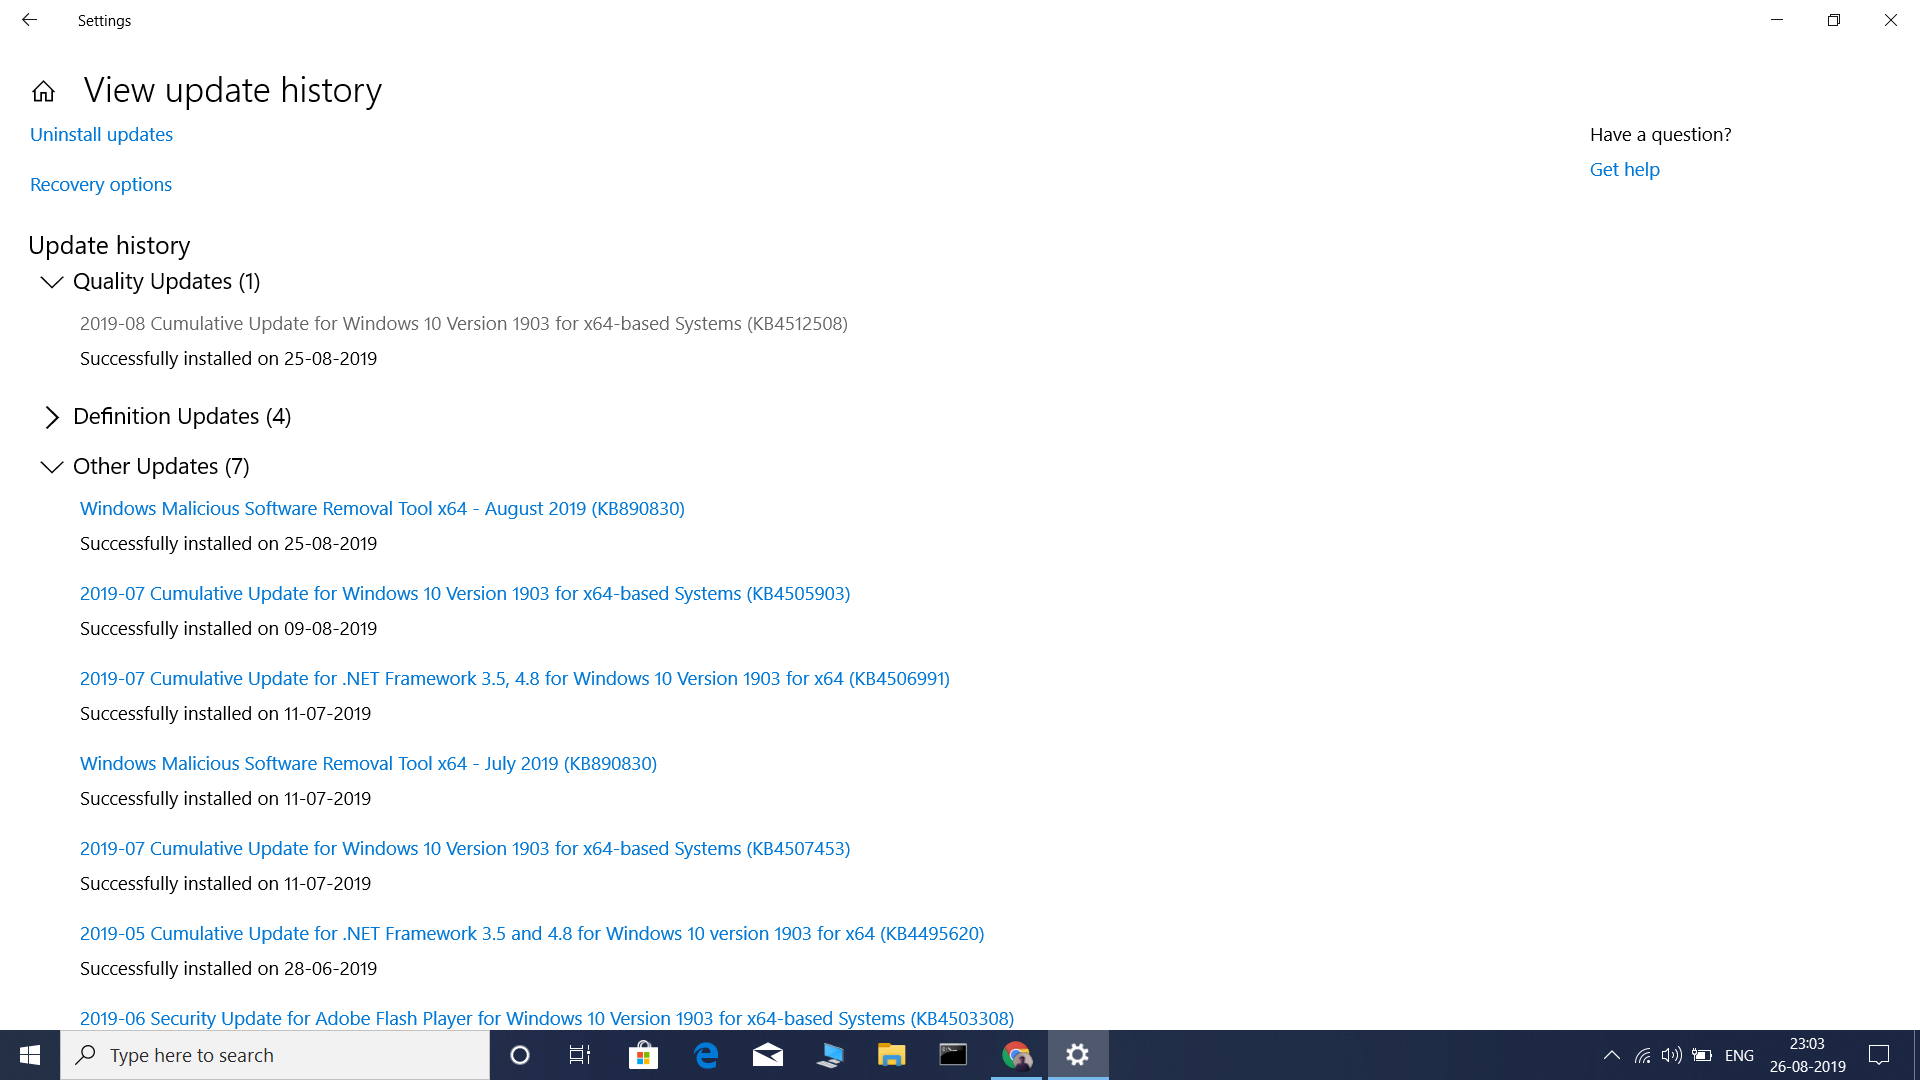 Settings
View update history
Uninstall updates
Have a question?
Get help
Recovery options
Update history
Quality Updates (1)
2019-08 Cumulative Update for Windows 10 Version 1903 for x64-based Systems (KB4512508)
Successfully installed on 25-08-2019
Definition Updates (4)
Other Updates (7)
Windows Malicious Software Removal Tool x64 - August 2019 (KB890830)
Successfully installed on 25-08-2019
2019-07 Cumulative Update for Windows 10 Version 1903 for x64-based Systems (KB4505903)
Successfully installed on 09-08-2019
2019-07 Cumulative Update for .NET Framework 3.5, 4.8 for Windows 10 Version 1903 for x64 (KB4506991)
Successfully installed on 11-07-2019
Windows Malicious Software Removal Tool x64 - July 2019 (KB890830)
Successfully installed on 11-07-2019
2019-07 Cumulative Update for Windows 10 Version 1903 for x64-based Systems (KB4507453)
Successfully installed on 11-07-2019
2019-05 Cumulative Update for .NET Framework 3.5 and 4.8 for Windows 10 version 1903 for x64 (KB4495620)
Successfully installed on 28-06-2019
2019-06 Security Update for Adobe Flash Player for Windows 10 Version 1903 for x64-based Systems (KB4503308)
Type here to search
ENG
23:03
26-08-2019